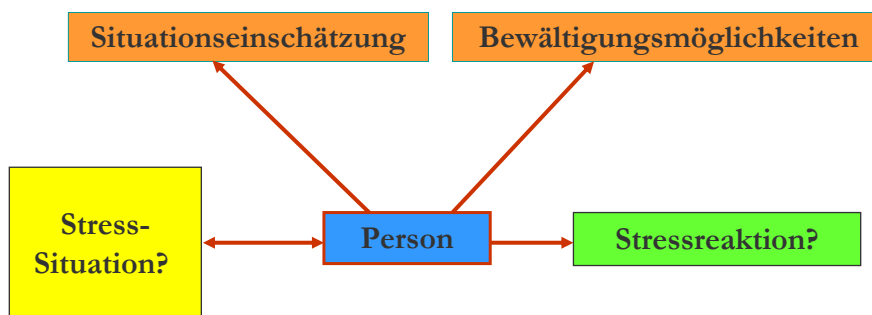 Situationseinschätzung
Bewältigungsmöglichkeiten
Stress-
Situation?
Person
Stressreaktion?